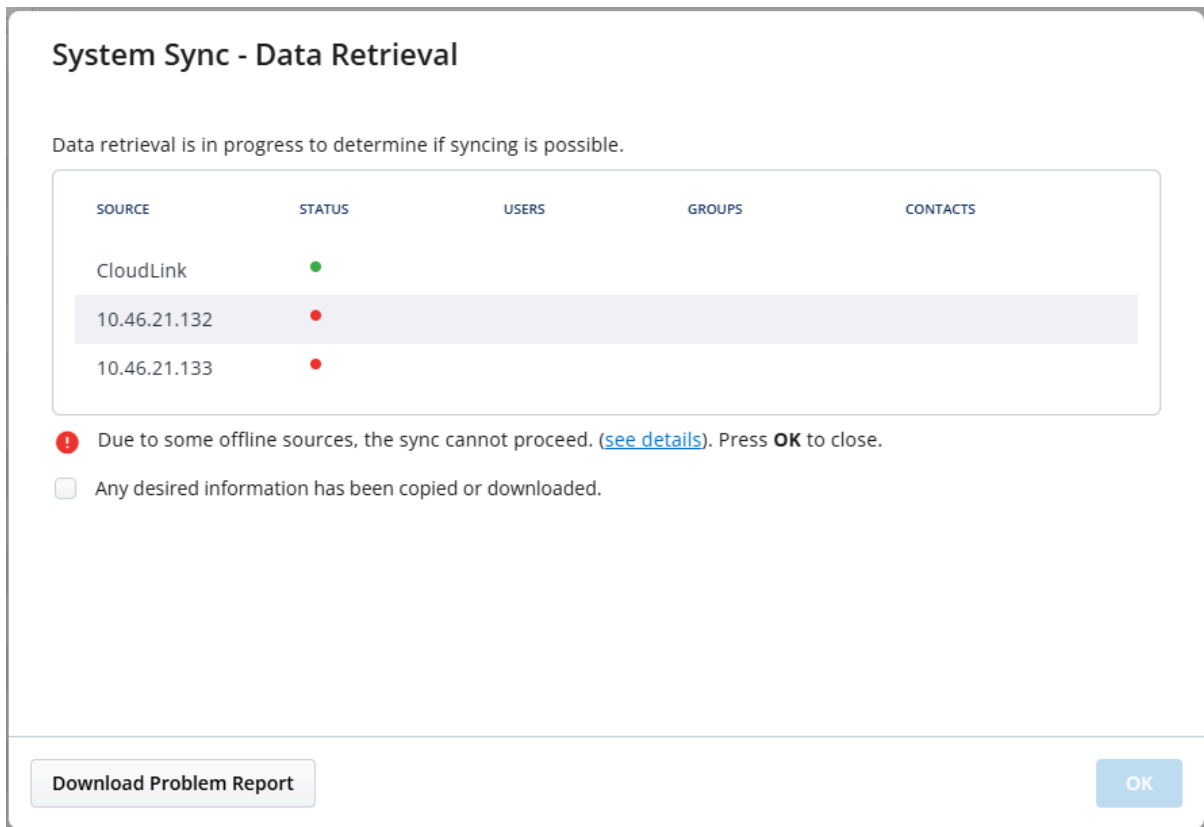 System Sync - Data Retrieval
Data retrieval is in progress to determine if syncing is possible.
SOURCE STATUS USERS GROUPS CONTACTS
CloudLink
10.46.21.132
10.46.21.133
Due to some offline sources, the sync cannot proceed. (see details). Press OK to close.
Any desired information has been copied or downloaded.
Download Problem Report OK